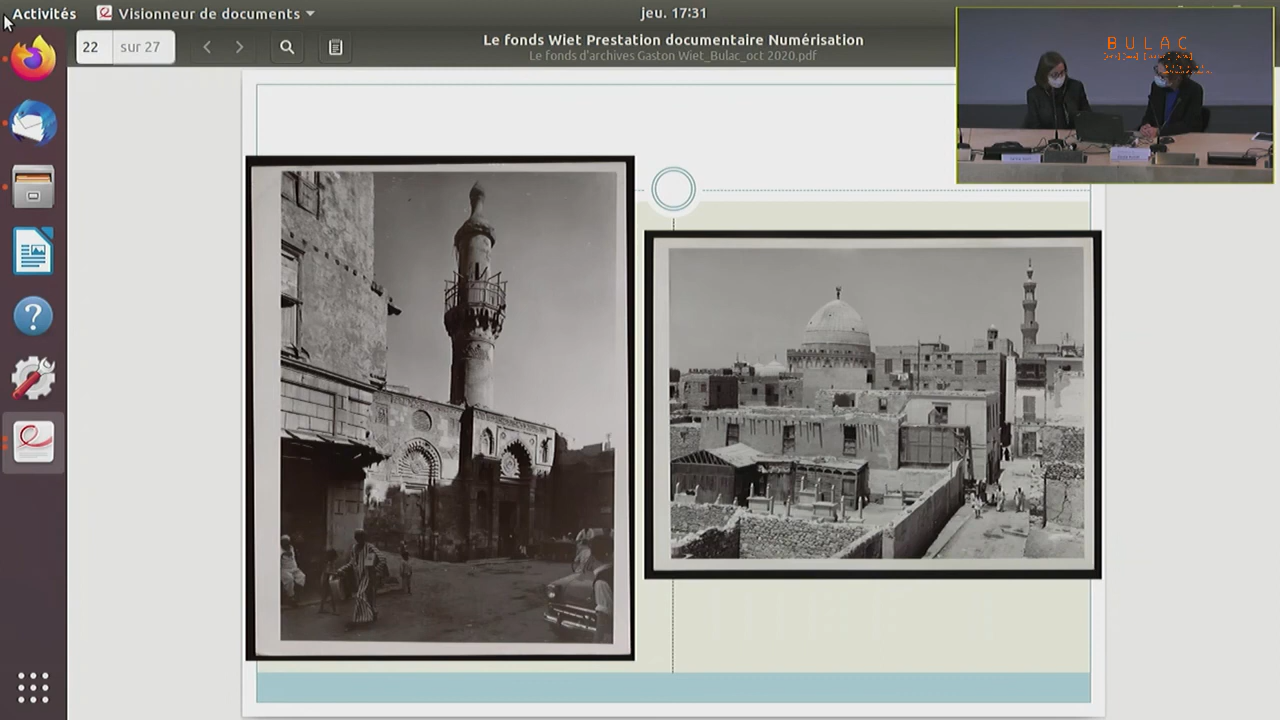 Activités
Visionneur de documents
jeu. 17:31
22 sur 27
Le fonds Wiet Prestation documentaire Numérisation
Le fonds d'archives Gaston Wiet_Bulac_oct 2020.pdf
BULAC